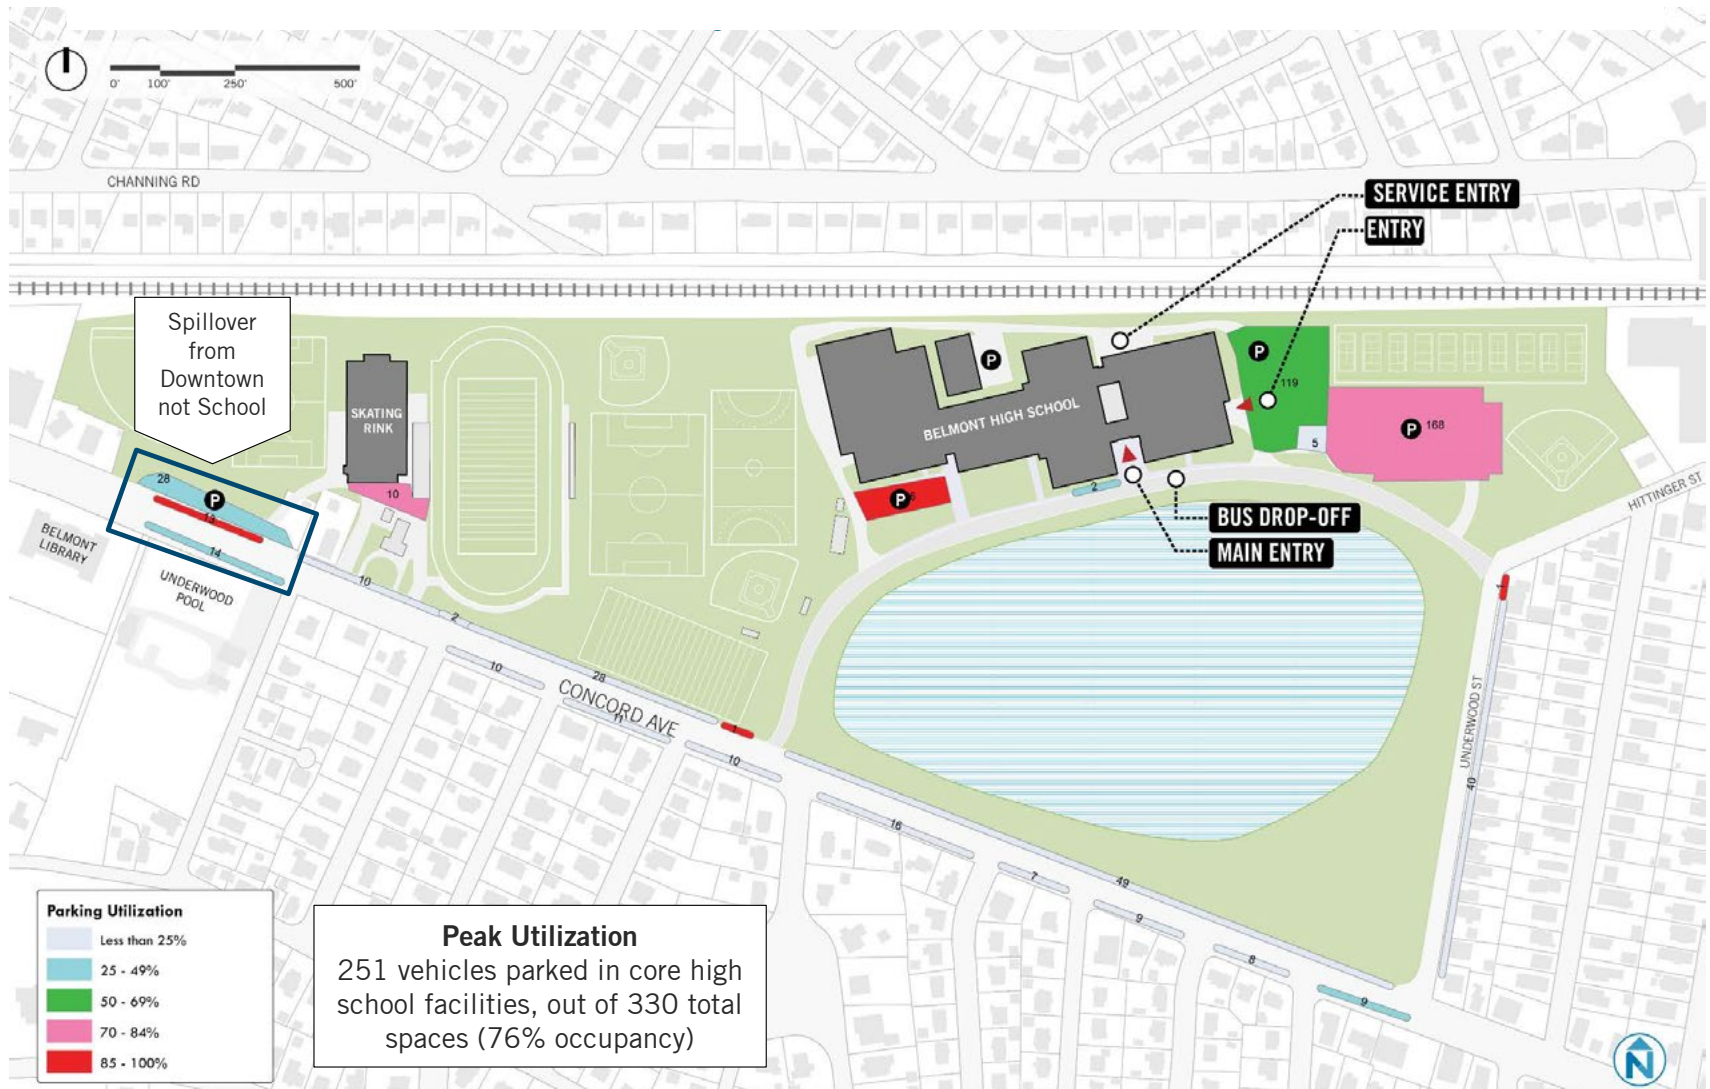 0'
100'
250'
500'
CHANNING RD
SERVICE ENTRY
ENTRY
Spillover
from
Downtown
not School
SKATING
RINK
BELMONT HIGH SCHOOL
P
P
119
5
P
168
P
2
10
28
P
13
14
BELMONT
LIBRARY
UNDERWOOD
POOL
BUS DROP-OFF
MAIN ENTRY
HITTINGER ST
10
2
10
28
CONCORD AVE
11
1
10
16
7
49
9
8
9
1
UNDERWOOD ST
40
Parking Utilization
Less than 25%
25 - 49%
50 - 69%
70 - 84%
85 - 100%
Peak Utilization
251 vehicles parked in core high
school facilities, out of 330 total
spaces (76% occupancy)
N